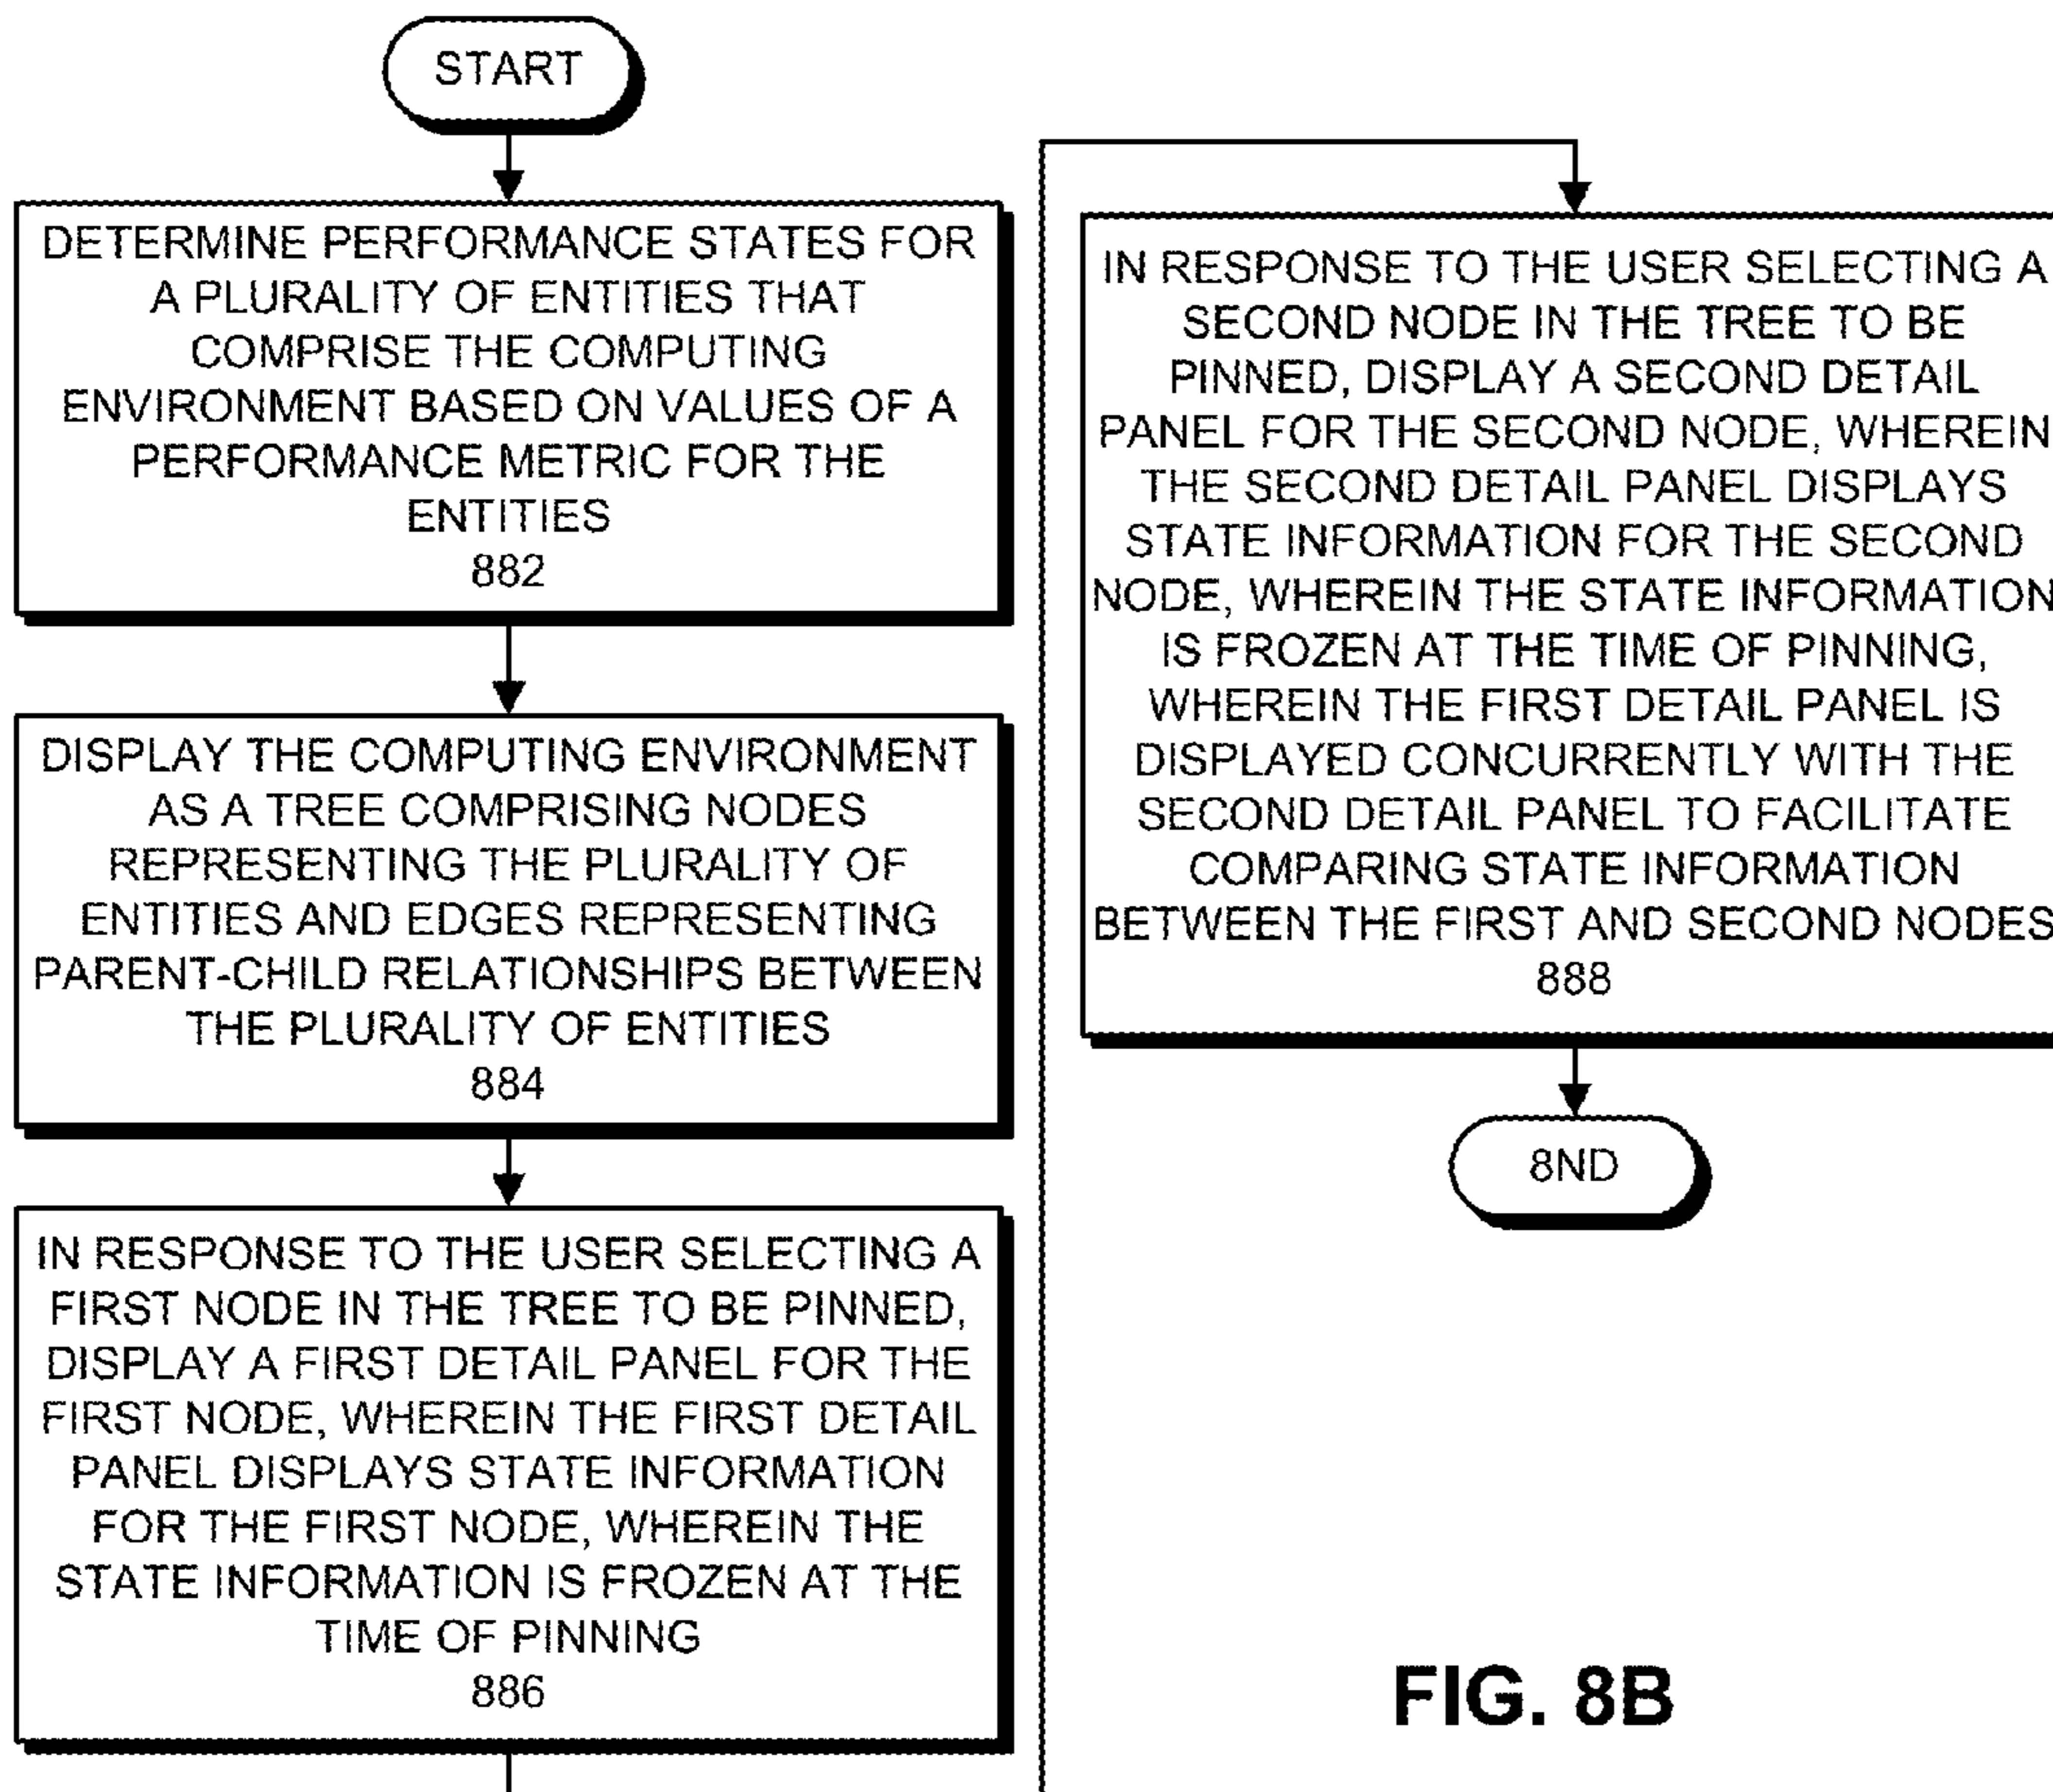 START
DETERMINE PERFORMANCE STATES FOR
A PLURALITY OF ENTITIES THAT
COMPRISE THE COMPUTING
ENVIRONMENT BASED ON VALUES OF A
PERFORMANCE METRIC FOR THE
ENTITIES
882
DISPLAY THE COMPUTING ENVIRONMENT
AS A TREE COMPRISING NODES
REPRESENTING THE PLURALITY OF
ENTITIES AND EDGES REPRESENTING
PARENT-CHILD RELATIONSHIPS BETWEEN
THE PLURALITY OF ENTITIES
884
IN RESPONSE TO THE USER SELECTING A
FIRST NODE IN THE TREE TO BE PINNED,
DISPLAY A FIRST DETAIL PANEL FOR THE
FIRST NODE, WHEREIN THE FIRST DETAIL
PANEL DISPLAYS STATE INFORMATION
FOR THE FIRST NODE, WHEREIN THE
STATE INFORMATION IS FROZEN AT THE
TIME OF PINNING
886
IN RESPONSE TO THE USER SELECTING A
SECOND NODE IN THE TREE TO BE
PINNED, DISPLAY A SECOND DETAIL
PANEL FOR THE SECOND NODE, WHEREIN
THE SECOND DETAIL PANEL DISPLAYS
STATE INFORMATION FOR THE SECOND
NODE, WHEREIN THE STATE INFORMATION
IS FROZEN AT THE TIME OF PINNING,
WHEREIN THE FIRST DETAIL PANEL IS
DISPLAYED CONCURRENTLY WITH THE
SECOND DETAIL PANEL TO FACILITATE
COMPARING STATE INFORMATION
BETWEEN THE FIRST AND SECOND NODES
888
8ND
FIG. 8B